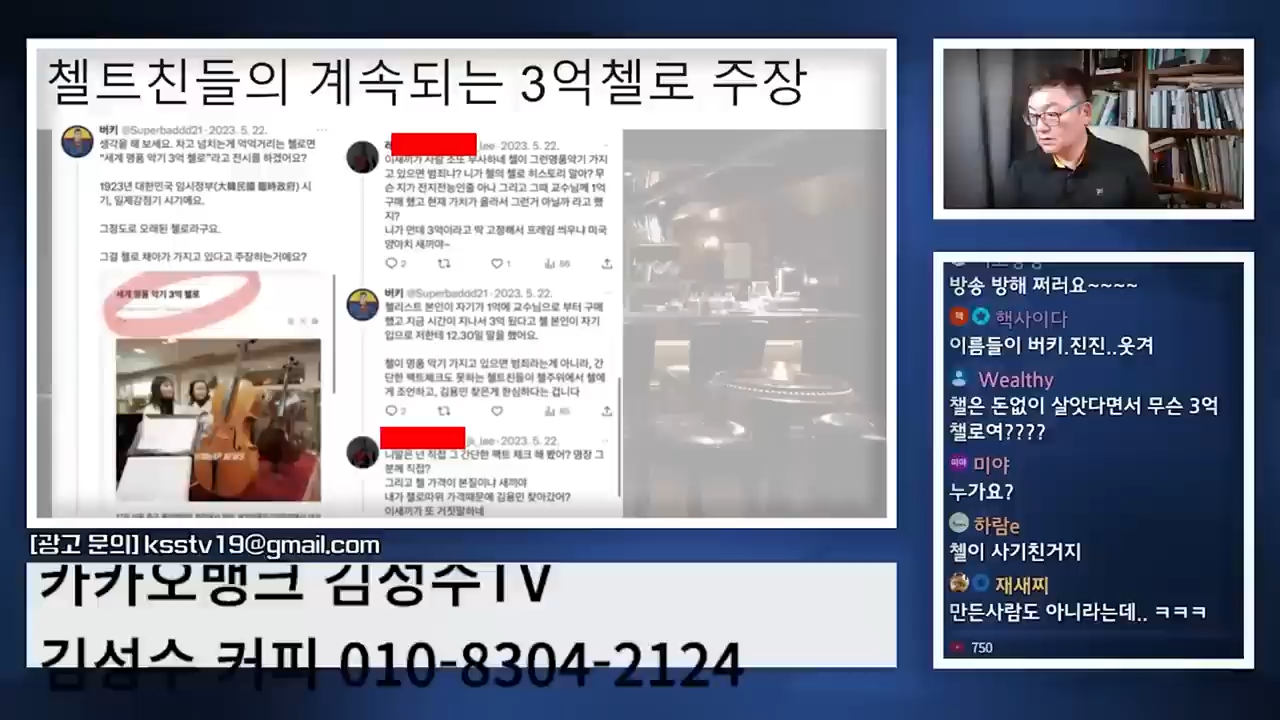 첼트친들의 계속되는 3억첼로 주장
버키 @Superbaddd21 · 2023. 5. 22.
생각을 해 보세요. 차고 넘치는게 억억거리는 첼로면
"세계 명품 악기 3억 첼로"라고 전시를 하겠어요?
1923년 대한민국 임시정부(大韓民國 臨時政府) 시
기, 일제강점기 시기에요.
그정도로 오래된 첼로라구요.
그걸 첼로 채아가 가지고 있다고 주장하는거예요?
세계 명품 악기 3억 첼로
NEWS
_lee · 2023. 5. 22.
이새끼가 사람 조또 무사하네 첼이 그런명품악기 가지
고 있으면 범죄냐? 니가 첼의 첼로 히스토리 알아? 무
슨 지가 전지전능인줄 아나 그리고 그때 교수님께 1억
구매 했고 현재 가치가 올라서 그런거 아닐까 라고 했
지?
니가 먼데 3억이라고 딱 고정해서 프레임 씌우냐 미국
양아치 새끼야~
2
1
56
버키 @Superbaddd21 · 2023. 5. 22.
첼리스트 본인이 자기가 1억에 교수님으로 부터 구매
했고 지금 시간이 지나서 3억 됬다고 첼 본인이 자기
입으로 저한테 12.30일 말을 했어요.
첼이 명품 악기 가지고 있으면 범죄라는게 아니라, 간
단한 팩트체크도 못하는 첼트친들이 첼주위에서 첼에
게 조언하고, 김용민 찾은게 한심하다는 겁니다
2
65
jk_lee · 2023. 5. 22.
니말은 넌 직접 그 간단한 팩트 체크 해 봤어? 명장 그
분께 직접?
그리고 첼 가격이 본질이냐 새끼야
내가 첼로따위 가격때문에 김용민 찾아갔어?
이새끼가 또 거짓말하네
방송 방해 쩌러요~~~~
핵사이다
이름들이 버키.진진..웃겨
Wealthy
챌은 돈없이 살앗다면서 무슨 3억
첼로여????
미야
누가요?
하람e
첼이 사기친거지
재새찌
만든사람도 아니라는데.. ㅋㅋㅋ
750
[광고 문의] ksstv19@gmail.com
카카오뱅크 김성수TV
김성수 커피 010-8304-2124